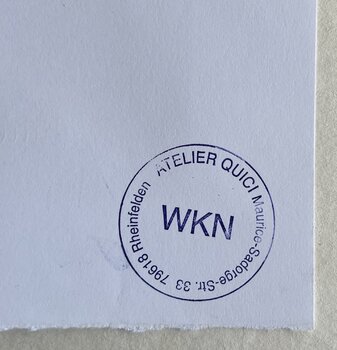 ATELIER QUICI Maurice-Sadorge-Str. 33 79618 Rheinfelden
WKN